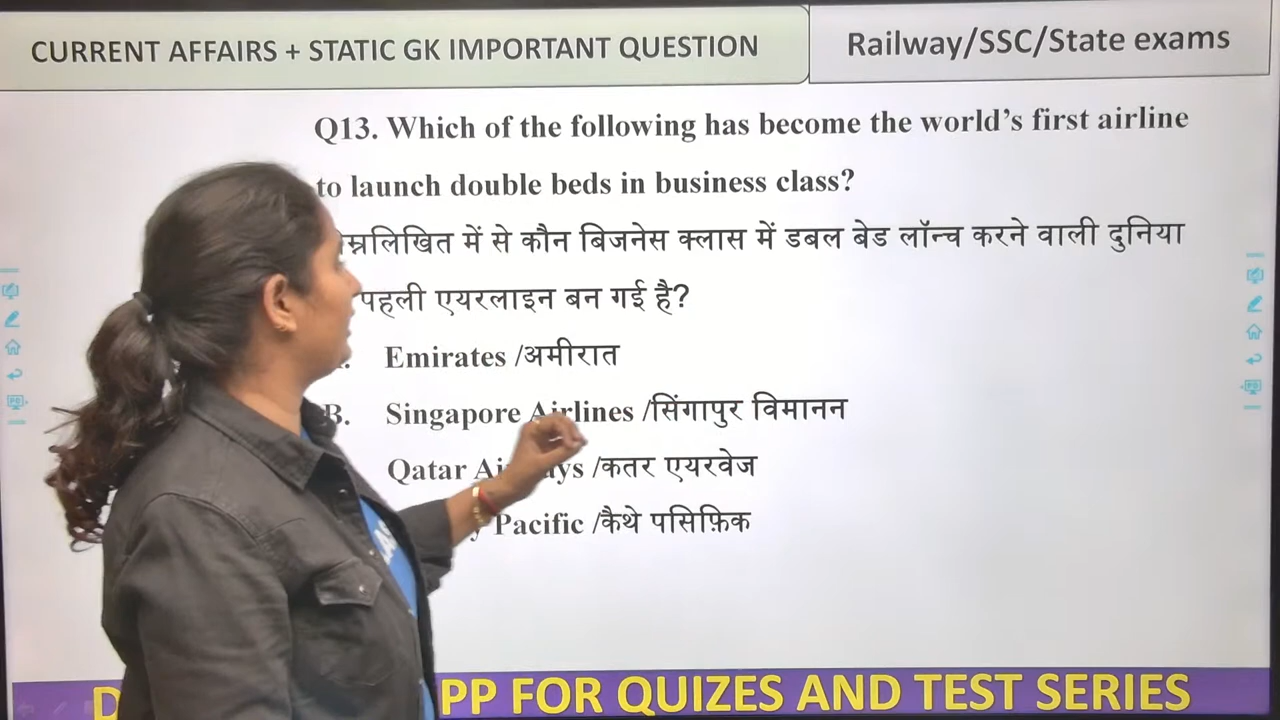 CURRENT AFFAIRS + STATIC GK IMPORTANT QUESTION
Railway/SSC/State exams
Q13. Which of the following has become the world's first airline
to launch double beds in business class?
में से कौन बिजनेस क्लास में डबल बेड लॉन्च करने वाली दुनिया
पहली एयरलाइन बन गई है?
Emirates /अमीरात
B. Singapore Airlines /सिंगापुर विमानन
Qatar /कतर एयरवेज
Pacific /कैथे पसिफ़िक
FOR QUIZES AND TEST SERIES